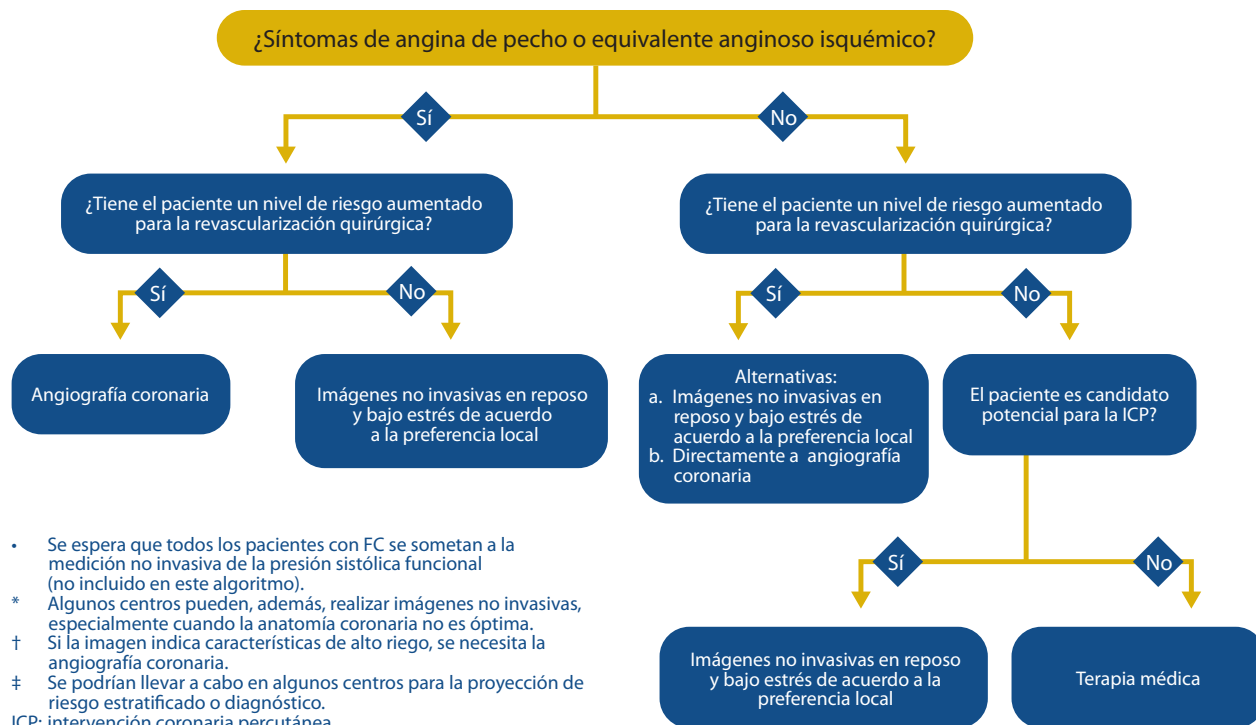 ¿Síntomas de angina de pecho o equivalente anginoso isquémico?
Sí
No
¿Tiene el paciente un nivel de riesgo aumentado
para la revascularización quirúrgica?
¿Tiene el paciente un nivel de riesgo aumentado
para la revascularización quirúrgica?
Sí
No
Sí
No
Angiografía coronaria
Imágenes no invasivas en reposo
y bajo estrés de acuerdo
a la preferencia local
Alternativas:
a. Imágenes no invasivas en
reposo y bajo estrés de
acuerdo a la preferencia local
b. Directamente a angiografía
coronaria
El paciente es candidato
potencial para la ICP?
Sí
No
Imágenes no invasivas en reposo
y bajo estrés de acuerdo a la
preferencia local
Terapia médica
• Se espera que todos los pacientes con FC se sometan a la
medición no invasiva de la presión sistólica funcional
(no incluido en este algoritmo).
* Algunos centros pueden, además, realizar imágenes no invasivas,
especialmente cuando la anatomía coronaria no es óptima.
† Si la imagen indica características de alto riego, se necesita la
angiografía coronaria.
‡ Se podrían llevar a cabo en algunos centros para la proyección de
riesgo estratificado o diagnóstico.
ICP: intervención coronaria percutánea